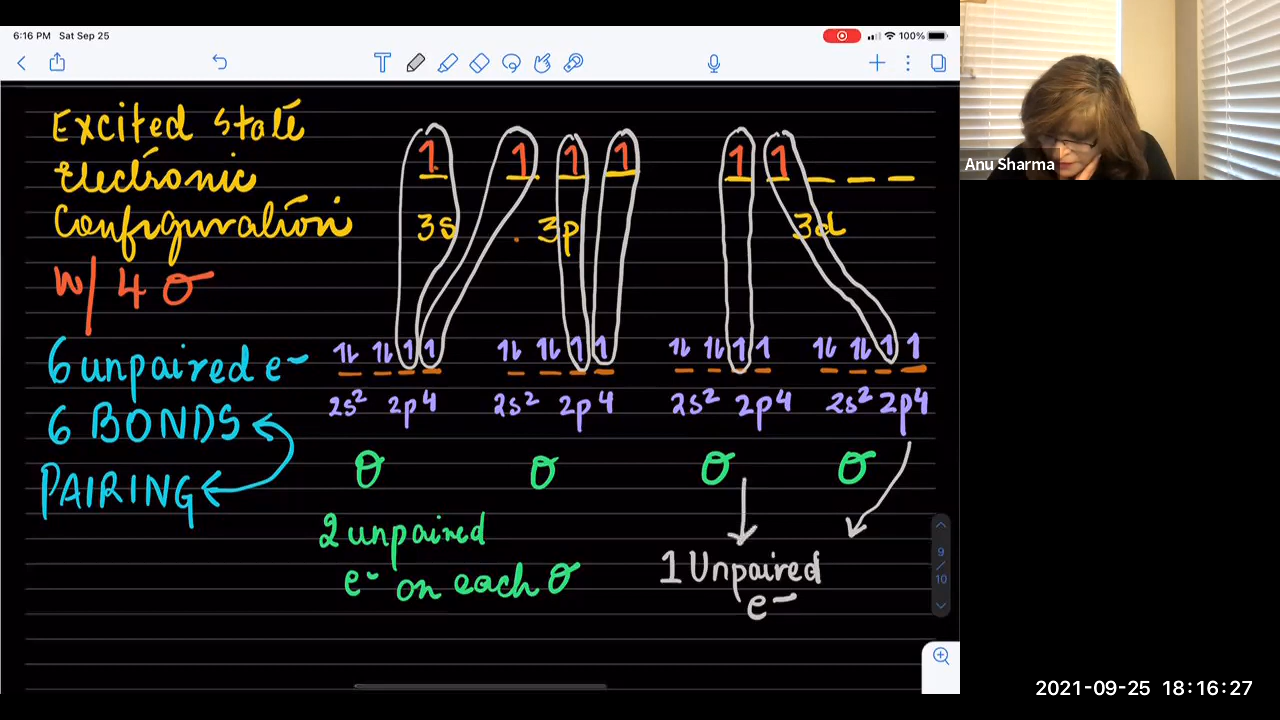 6:16 PM Sat Sep 25
100%
Anu Sharma
Excited State
Electronic
Configuration
w/ 4 O
6 unpaired e-
6 BONDS
PAIRING
1 1 1 1 1 1
3s 3p 3d
1l 1l 1 1 1l 1l 1 1 1l 1l 1 1 1l 1l 1 1
2s² 2p⁴ 2s² 2p⁴ 2s² 2p⁴ 2s² 2p⁴
O O O O
2 unpaired
e- on each O
1 Unpaired
e-
9
/
10
2021-09-25 18:16:27